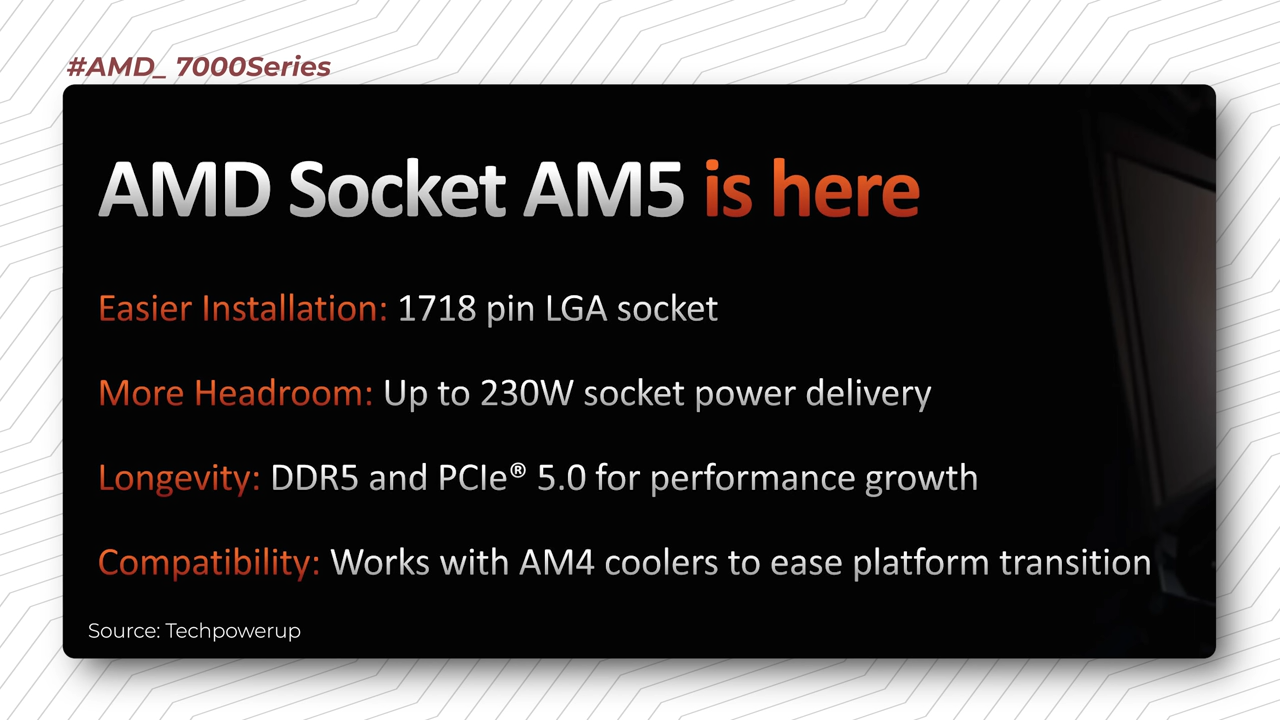 #AMD_ 7000Series
AMD Socket AM5 is here
Easier Installation: 1718 pin LGA socket
More Headroom: Up to 230W socket power delivery
Longevity: DDR5 and PCIe® 5.0 for performance growth
Compatibility: Works with AM4 coolers to ease platform transition
Source: Techpowerup